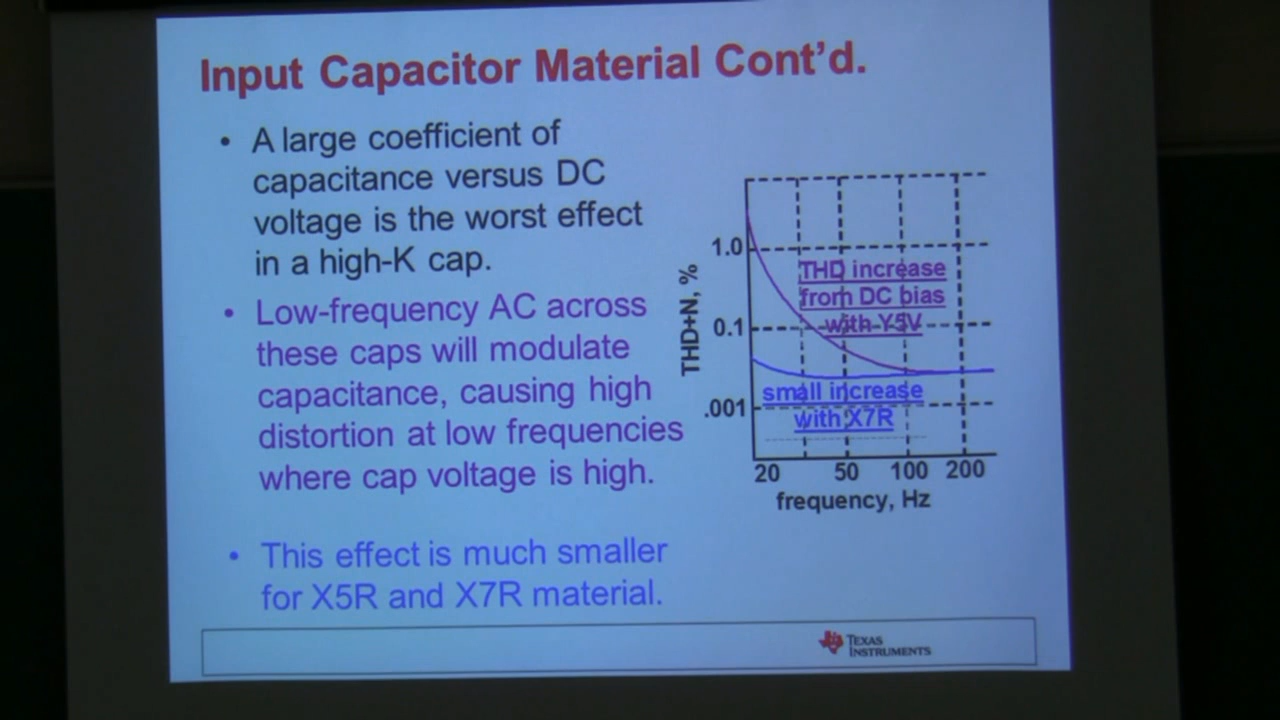 Input Capacitor Material Cont'd.
• A large coefficient of
capacitance versus DC
voltage is the worst effect
in a high-K cap.
• Low-frequency AC across
these caps will modulate
capacitance, causing high
distortion at low frequencies
where cap voltage is high.
• This effect is much smaller
for X5R and X7R material.
THD+N, %
1.0
0.1
.001
THD increase
from DC bias
with Y5V
small increase
with X7R
20 50 100 200
frequency, Hz
TEXAS
INSTRUMENTS